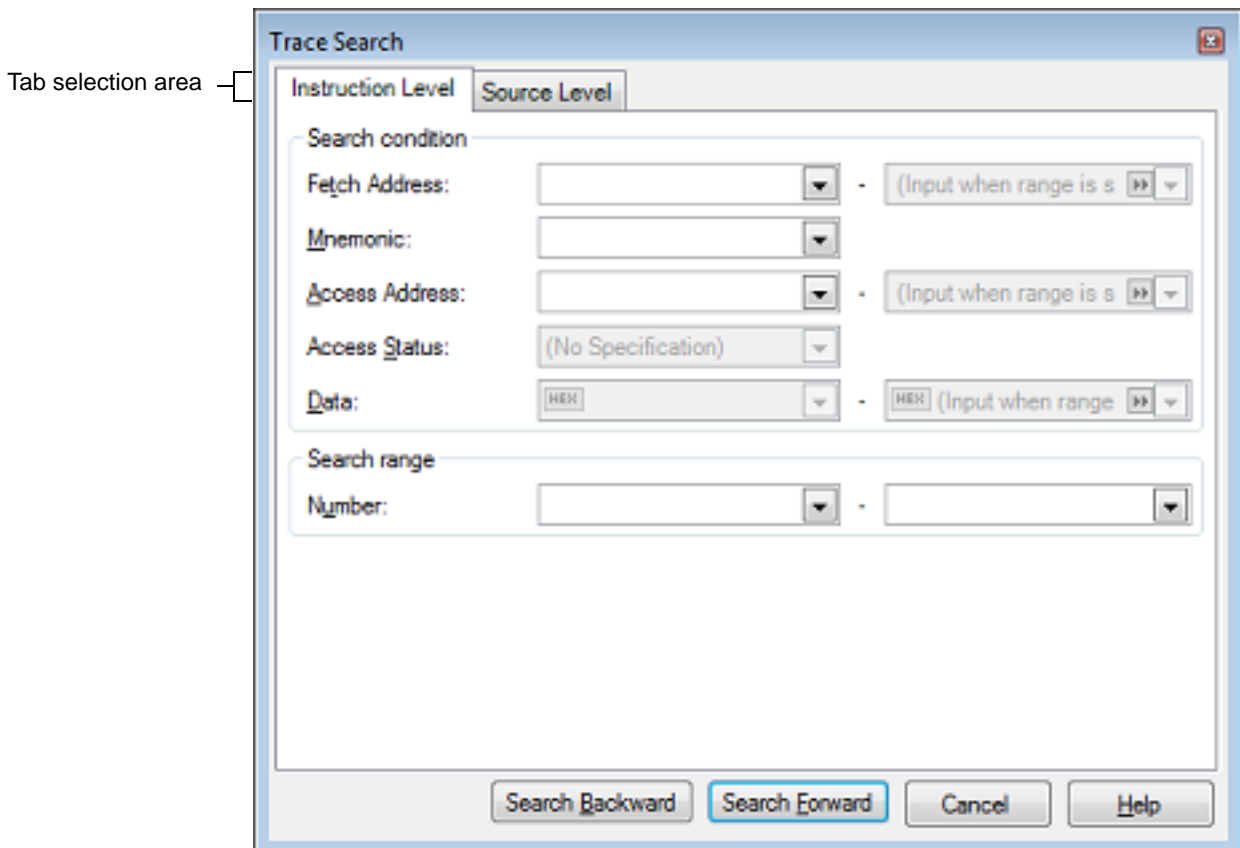 Trace Search
Tab selection area
Instruction Level Source Level
Search condition
Fetch Address: - (Input when range is s
Mnemonic:
Access Address: - (Input when range is s
Access Status: (No Specification)
Data: HEX - HEX (Input when range
Search range
Number: -
Search Backward Search Forward Cancel Help